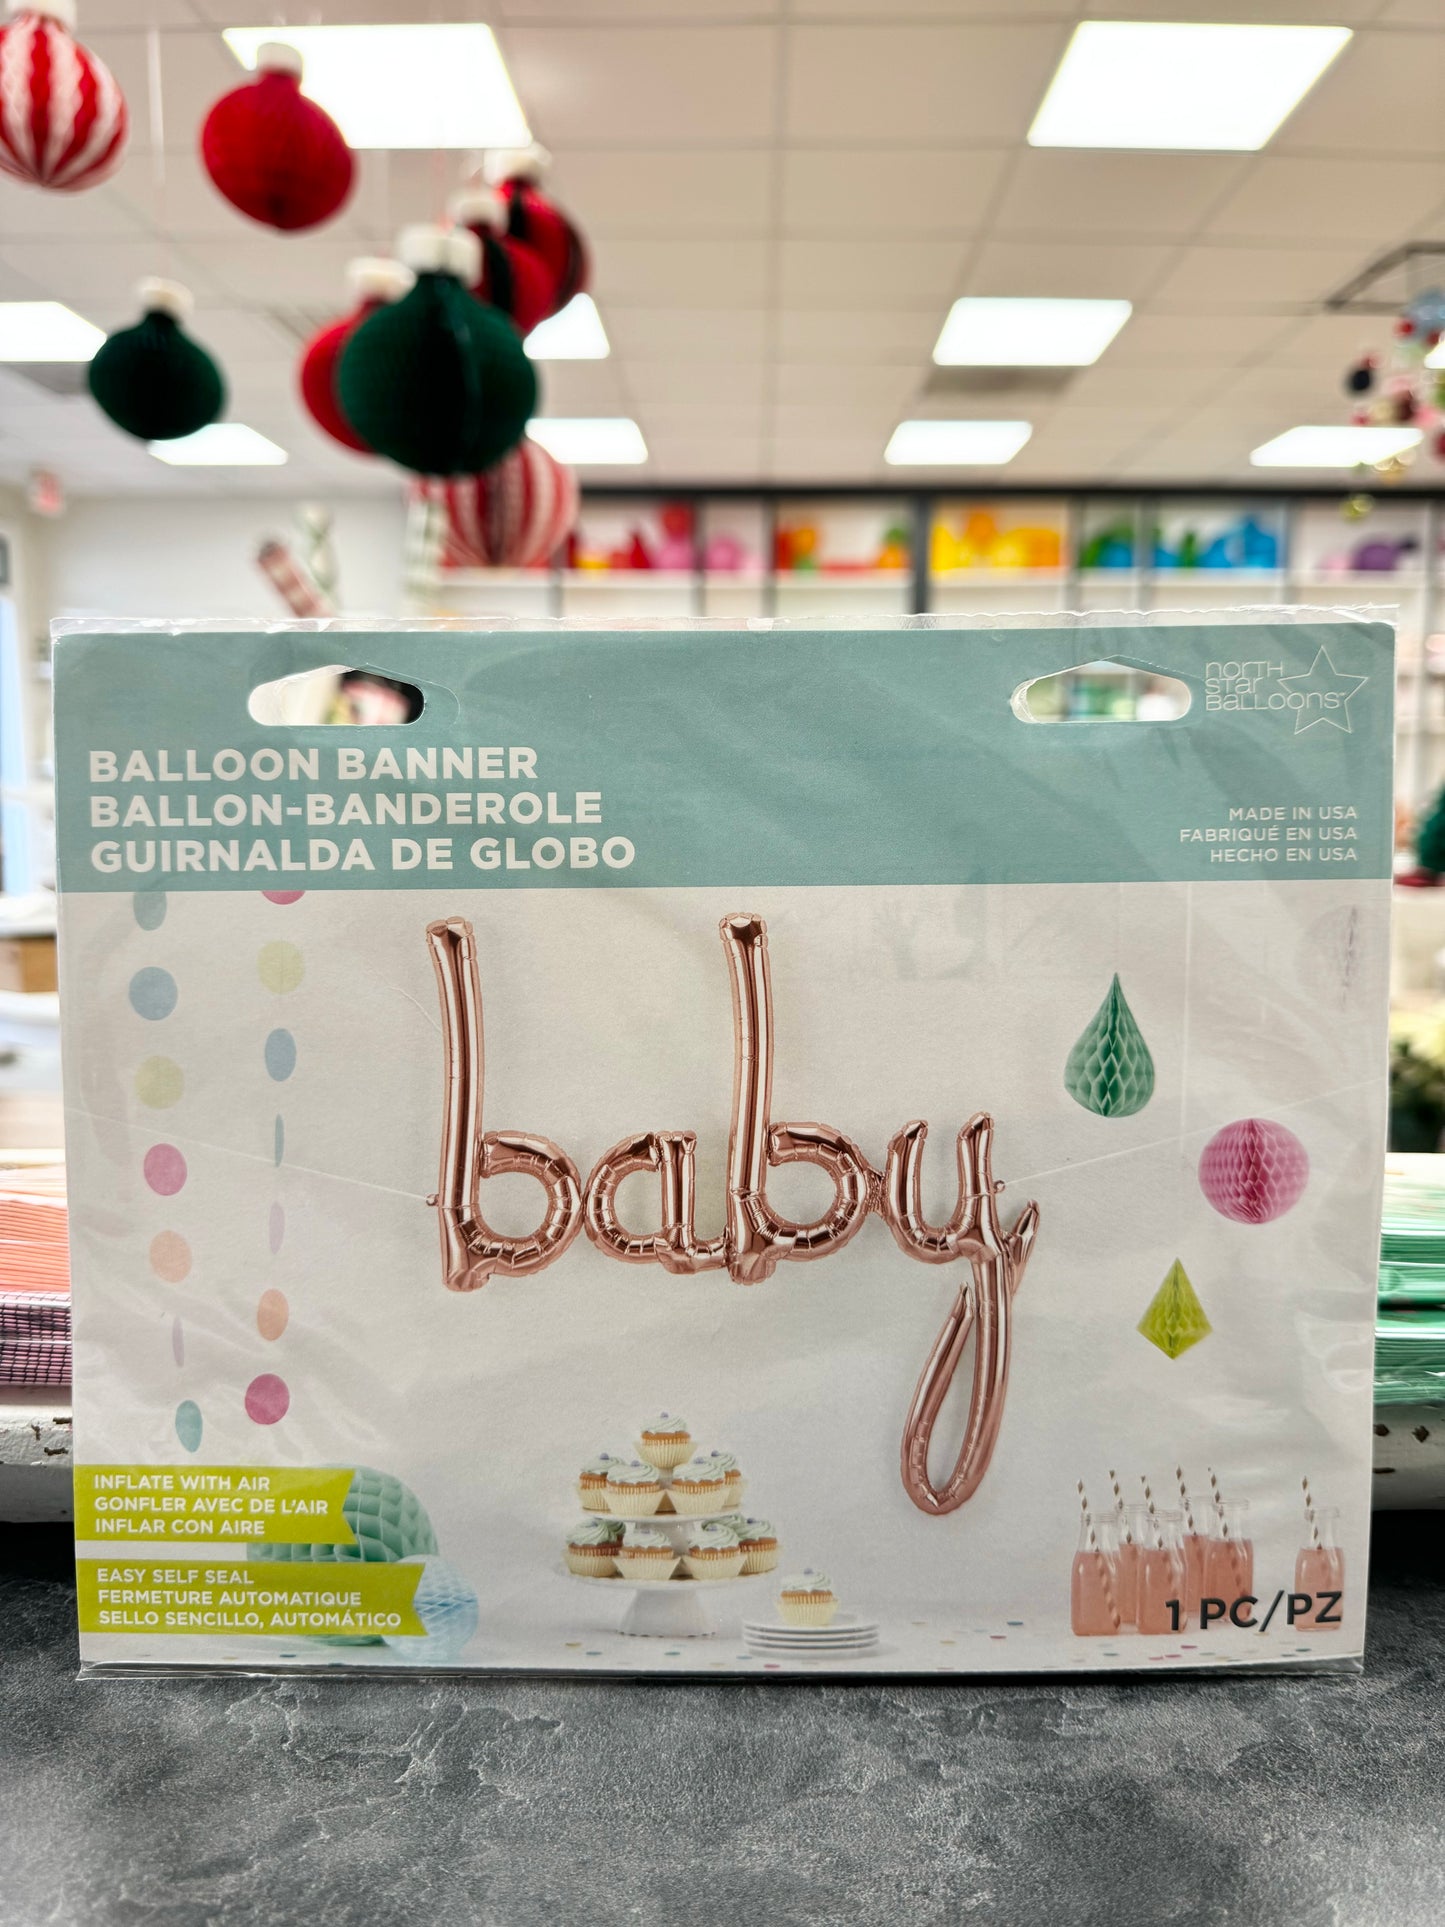 NORTH
STAR
BALLOONS
BALLOON BANNER
BALLON-BANDEROLE
GUIRNALDA DE GLOBO
MADE IN USA
FABRIQUÉ EN USA
HECHO EN USA
baby
INFLATE WITH AIR
GONFLER AVEC DE L'AIR
INFLAR CON AIRE
EASY SELF SEAL
FERMETURE AUTOMATIQUE
SELLO SENCILLO, AUTOMÁTICO
1 PC/PZ